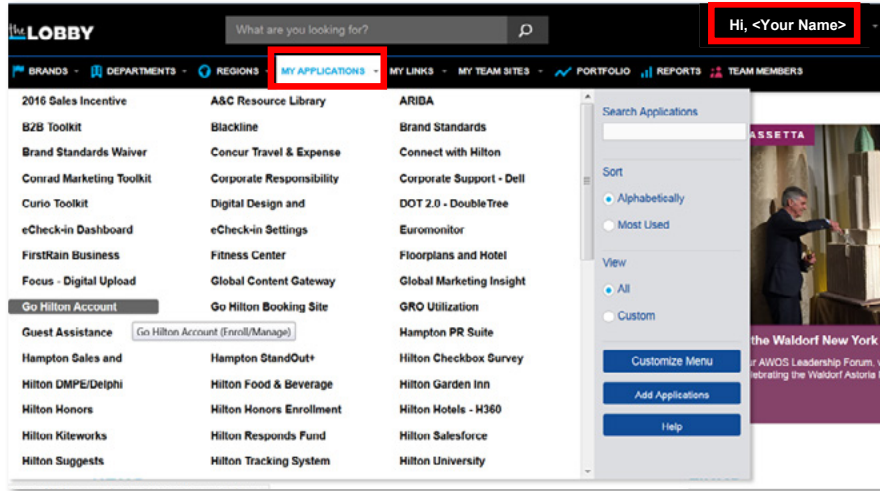 the LOBBY
What are you looking for?
Hi, <Your Name>
BRANDS DEPARTMENTS REGIONS MY APPLICATIONS MY LINKS MY TEAM SITES PORTFOLIO REPORTS TEAM MEMBERS
2016 Sales Incentive A&C Resource Library ARIBA
B2B Toolkit Blackline Brand Standards
Brand Standards Waiver Concur Travel & Expense Connect with Hilton
Conrad Marketing Toolkit Corporate Responsibility Corporate Support - Dell
Curio Toolkit Digital Design and DOT 2.0 - DoubleTree
eCheck-in Dashboard eCheck-in Settings Euromonitor
FirstRain Business Fitness Center Floorplans and Hotel
Focus - Digital Upload Global Content Gateway Global Marketing Insight
Go Hilton Account Go Hilton Booking Site GRO Utilization
Guest Assistance Go Hilton Account (Enroll/Manage) Hampton PR Suite
Hampton Sales and Hampton StandOut+ Hilton Checkbox Survey
Hilton DMPE/Delphi Hilton Food & Beverage Hilton Garden Inn
Hilton Honors Hilton Honors Enrollment Hilton Hotels - H360
Hilton Kiteworks Hilton Responds Fund Hilton Salesforce
Hilton Suggests Hilton Tracking System Hilton University
Search Applications
Sort
Alphabetically
Most Used
View
All
Custom
Customize Menu
Add Applications
Help
ASSETTA
the Waldorf New York
AWOS Leadership Forum,
the Waldorf Astoria